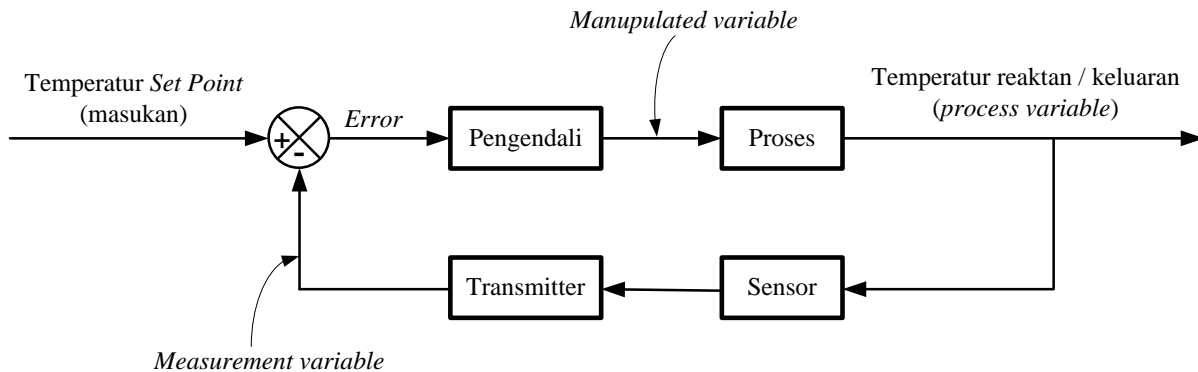 Manupulated variable
Temperatur Set Point
(masukan)
Temperatur reaktan / keluaran
(process variable)
+
-
Error
Pengendali
Proses
Transmitter
Sensor
Measurement variable